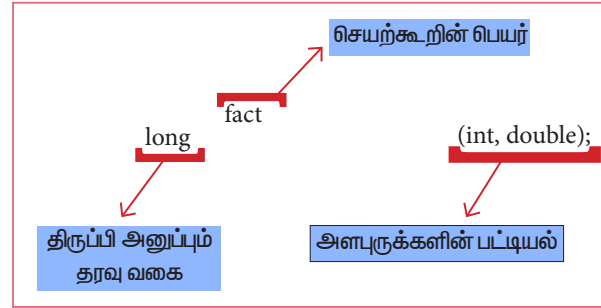 செயற்கூறின் பெயர்
fact
long
(int, double);
திருப்பி அனுப்பும்
தரவு வகை
அளபுருக்களின் பட்டியல்